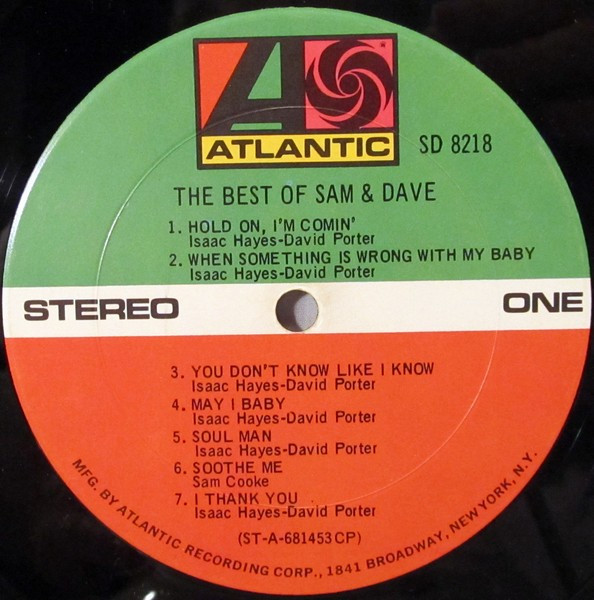 ATLANTIC
SD 8218
THE BEST OF SAM & DAVE
1. HOLD ON, I'M COMIN'
Isaac Hayes-David Porter
2. WHEN SOMETHING IS WRONG WITH MY BABY
Isaac Hayes-David Porter
STEREO
ONE
3. YOU DON'T KNOW LIKE I KNOW
Isaac Hayes-David Porter
4. MAY I BABY
Isaac Hayes-David Porter
5. SOUL MAN
Isaac Hayes-David Porter
6. SOOTHE ME
Sam Cooke
7. I THANK YOU
Isaac Hayes-David Porter
(ST-A-681453CP)
MFG. BY ATLANTIC RECORDING CORP., 1841 BROADWAY, NEW YORK, N.Y.